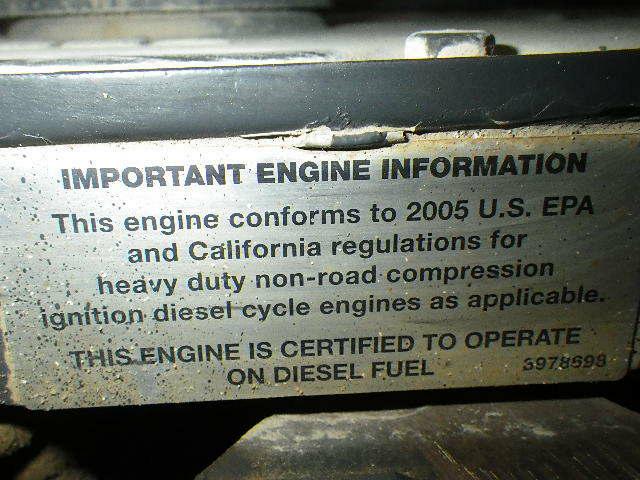 IMPORTANT ENGINE INFORMATION
This engine conforms to 2005 U.S. EPA
and California regulations for
heavy duty non-road compression
ignition diesel cycle engines as applicable.
THIS ENGINE IS CERTIFIED TO OPERATE
ON DIESEL FUEL 3978698